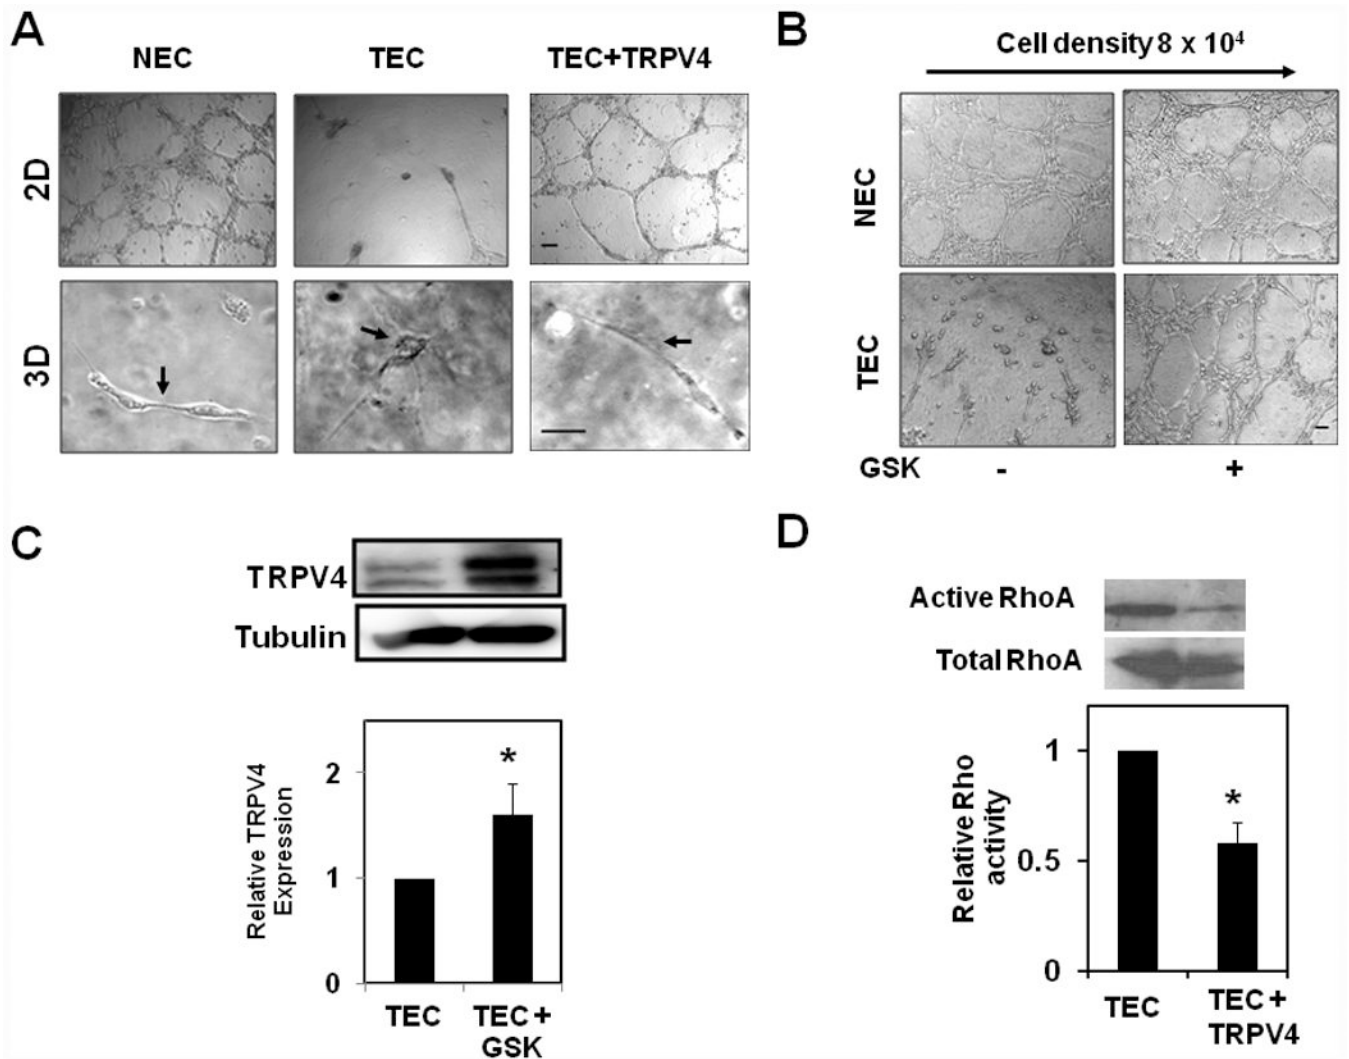 A
NEC
TEC
TEC+TRPV4
2D
3D
B
Cell density 8 x 10⁴
NEC
TEC
GSK
-
+
C
TRPV4
Tubulin
Relative TRPV4
Expression
2
*
1
0
TEC
TEC +
GSK
D
Active RhoA
Total RhoA
Relative Rho
activity
1
*
0.5
0
TEC
TEC +
TRPV4